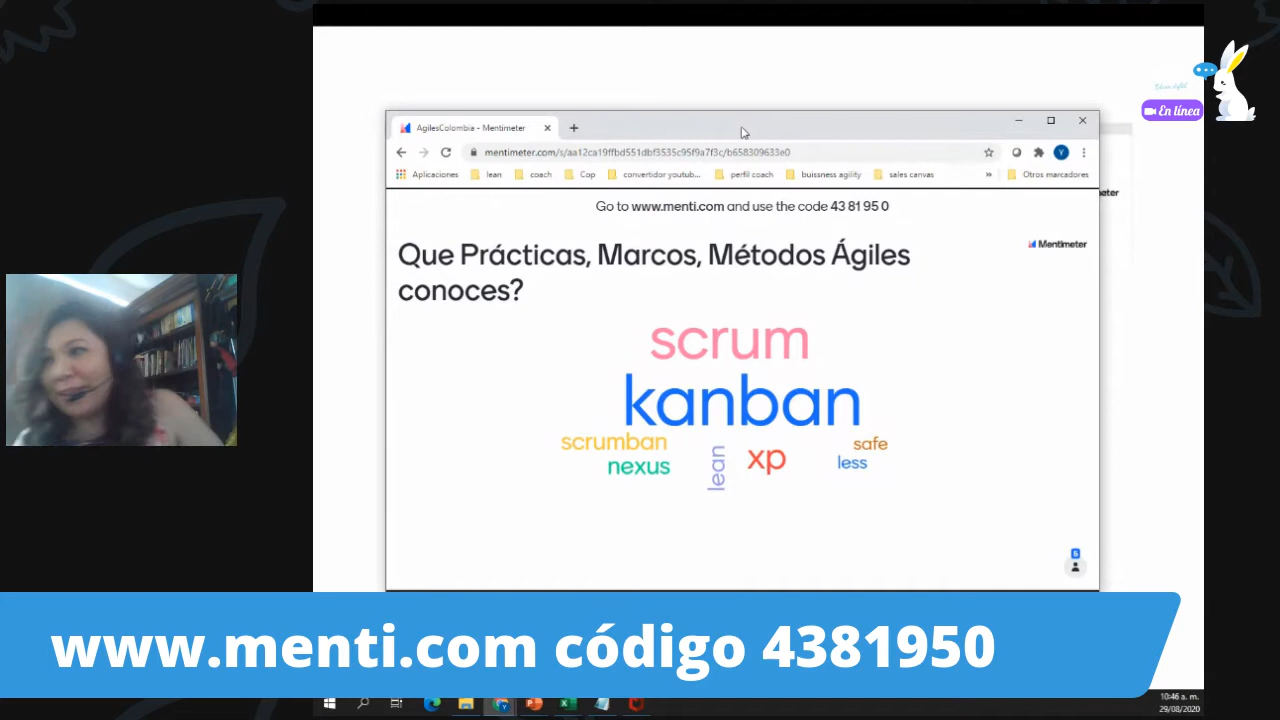 En línea
AgilesColombia - Mentimeter
mentimeter.com/s/aa12ca19ffbd551dbf3535c95f9a7f3c/b658309633e0
Y
Aplicaciones lean coach Cop convertidor youtub... perfil coach buissness agility sales canvas » Otros marcadores
Go to www.menti.com and use the code 43 81 95 0
Mentimeter
Que Prácticas, Marcos, Métodos Ágiles
conoces?
scrum
kanban
scrumban
safe
nexus
lean
xp
less
www.menti.com código 4381950
10:46 a. m.
29/08/2020